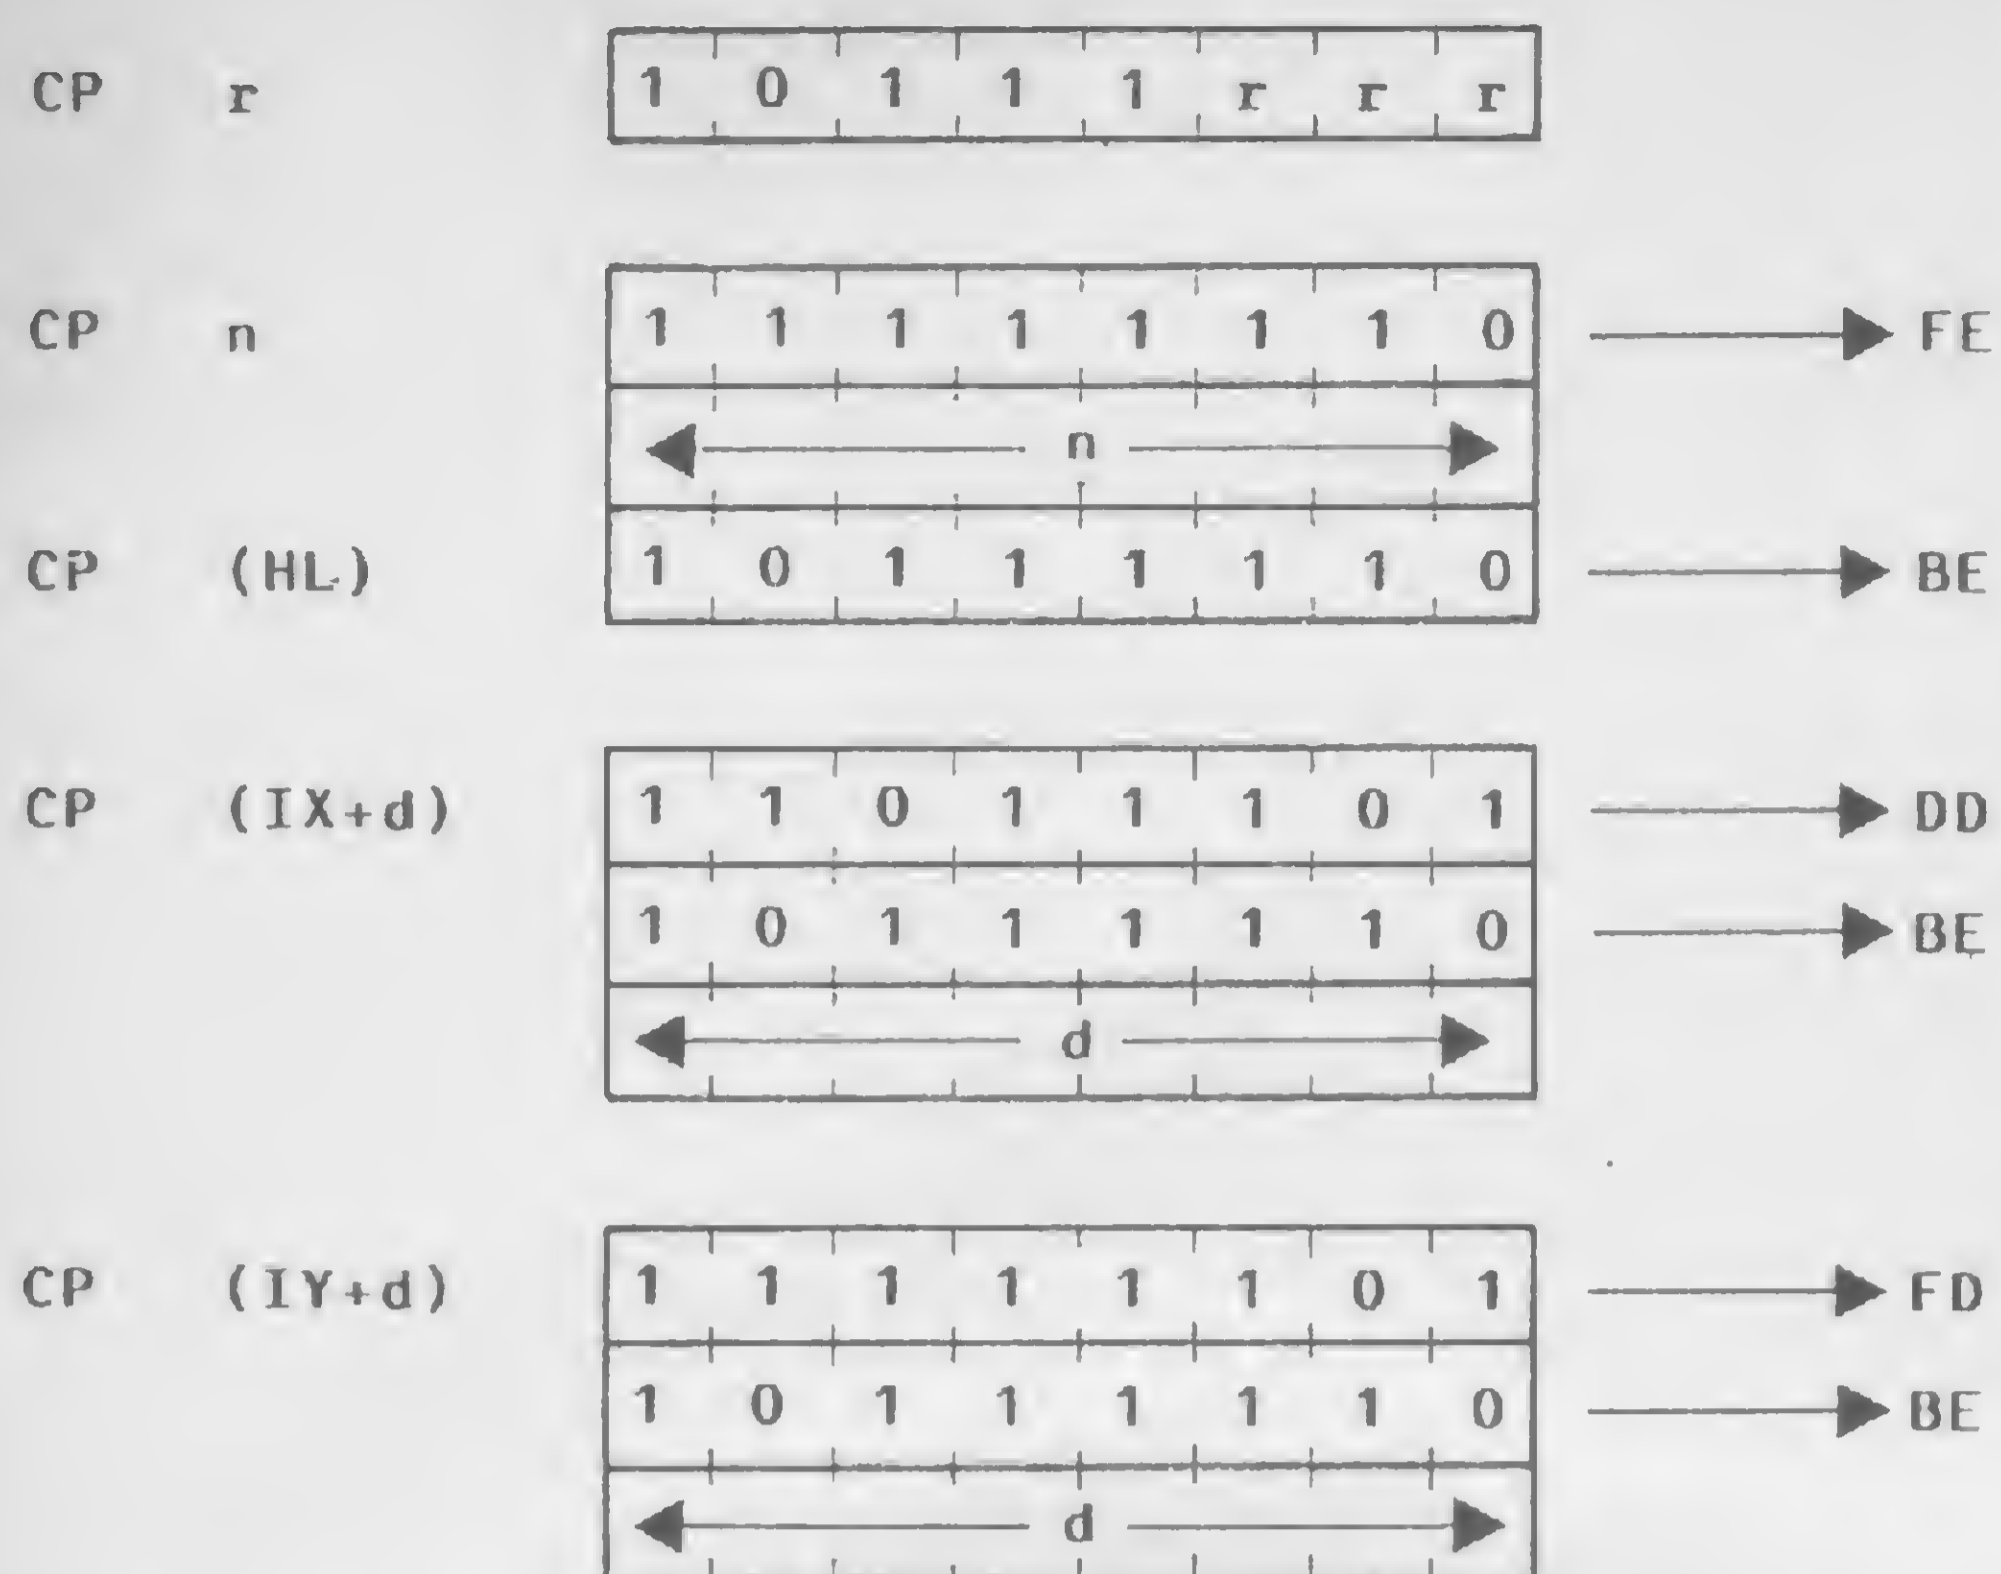 CP r 1 0 1 1 1 r r r
CP n 1 1 1 1 1 1 1 0 FE
n
CP (HL) 1 0 1 1 1 1 1 0 BE
CP (IX+d) 1 1 0 1 1 1 0 1 DD
1 0 1 1 1 1 1 0 BE
d
CP (IY+d) 1 1 1 1 1 1 0 1 FD
1 0 1 1 1 1 1 0 BE
d